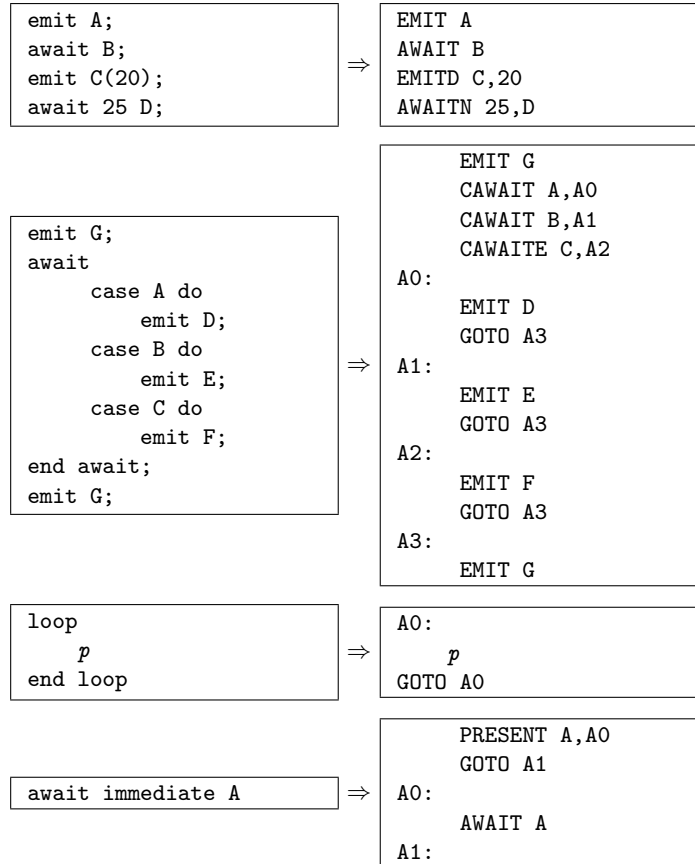 emit A;
await B;
emit C(20);
await 25 D;
⇒
EMIT A
AWAIT B
EMITD C,20
AWAITN 25,D
emit G;
await
case A do
emit D;
case B do
emit E;
case C do
emit F;
end await;
emit G;
⇒
EMIT G
CAWAIT A,A0
CAWAIT B,A1
CAWAITE C,A2
A0:
EMIT D
GOTO A3
A1:
EMIT E
GOTO A3
A2:
EMIT F
GOTO A3
A3:
EMIT G
loop
p
end loop
⇒
A0:
p
GOTO A0
await immediate A
⇒
PRESENT A,A0
GOTO A1
A0:
AWAIT A
A1: